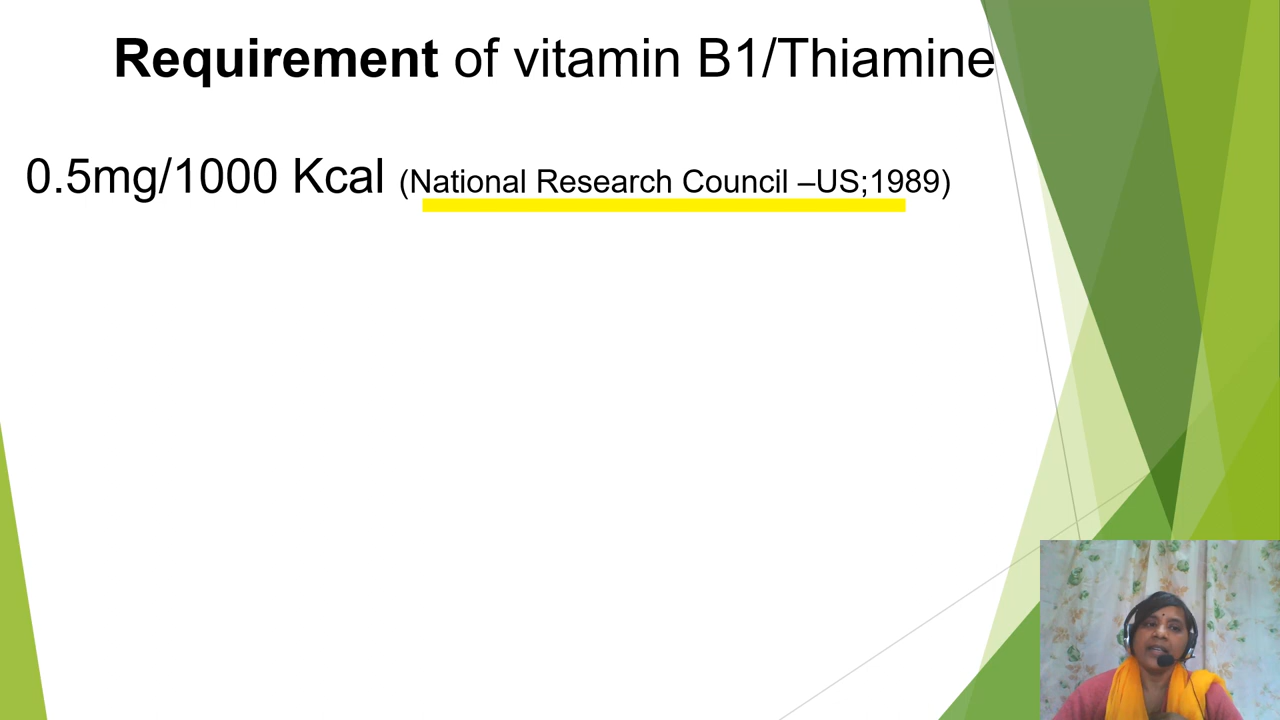 Requirement of vitamin B1/Thiamine
0.5mg/1000 Kcal (National Research Council –US;1989)